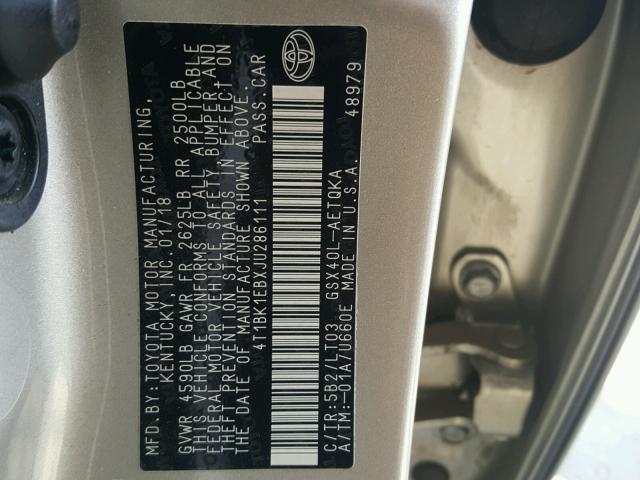 MFD. BY: TOYOTA MOTOR MANUFACTURING,
KENTUCKY, INC. 01/18
GVWR 4590LB GAWR FR 2625LB RR 2500LB
THIS VEHICLE CONFORMS TO ALL APPLICABLE
FEDERAL MOTOR VEHICLE SAFETY, BUMPER, AND
THEFT PREVENTION STANDARDS IN EFFECT ON
THE DATE OF MANUFACTURE SHOWN ABOVE.
4T1BK1EBXJU286111 PASS. CAR
C/TR: 5B2/LT03 GSX40L-AETQKA
A/TM: -01A/U660E MADE IN U.S.A. 48979